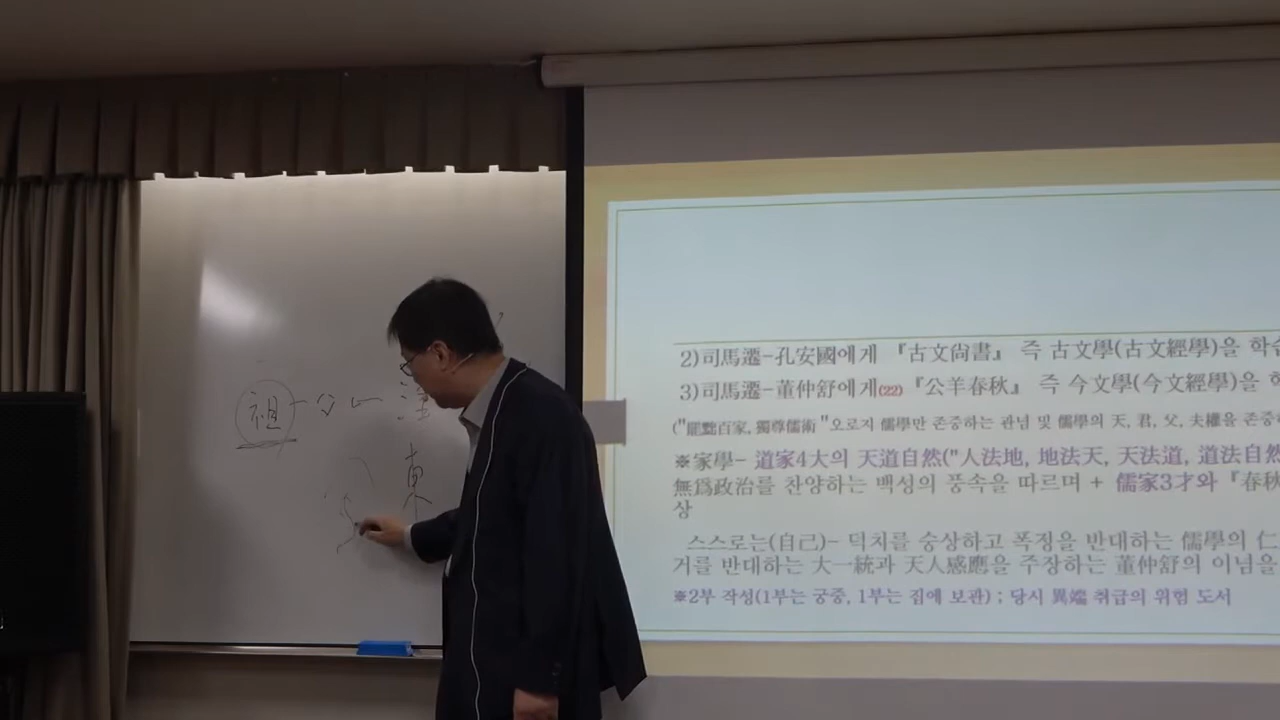 祖
東
2)司馬遷-孔安國에게 『古文尙書』 즉 古文學(古文經學)을 학습
3)司馬遷-董仲舒에게(22)『公羊春秋』 즉 今文學(今文經學)을
("罷黜百家, 獨尊儒術 "오로지 儒學만 존중하는 관념 및 儒學의 天, 君, 父, 夫權을 존중
※家學- 道家4大의 天道自然("人法地, 地法天, 天法道, 道法自然
無爲政治를 찬양하는 백성의 풍속을 따르며 + 儒家3才와 『春秋
상
스스로는(自己)- 덕치를 숭상하고 폭정을 반대하는 儒學의 仁
거를 반대하는 大一統과 天人感應을 주장하는 董仲舒의 이념을
※2부 작성(1부는 궁중, 1부는 집에 보관) ; 당시 異端 취급의 위험 도서